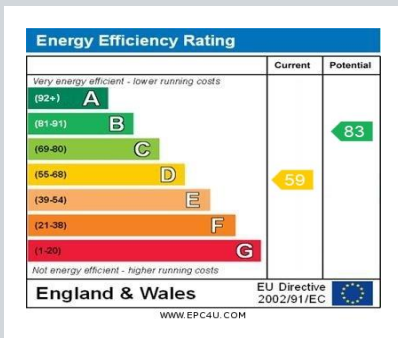 Energy Efficiency Rating
Current Potential
Very energy efficient - lower running costs
(92+) A
(81-91) B
83
(69-80) C
(55-68) D
59
(39-54) E
(21-38) F
(1-20) G
Not energy efficient - higher running costs
England & Wales
EU Directive
2002/91/EC
WWW.EPC4U.COM